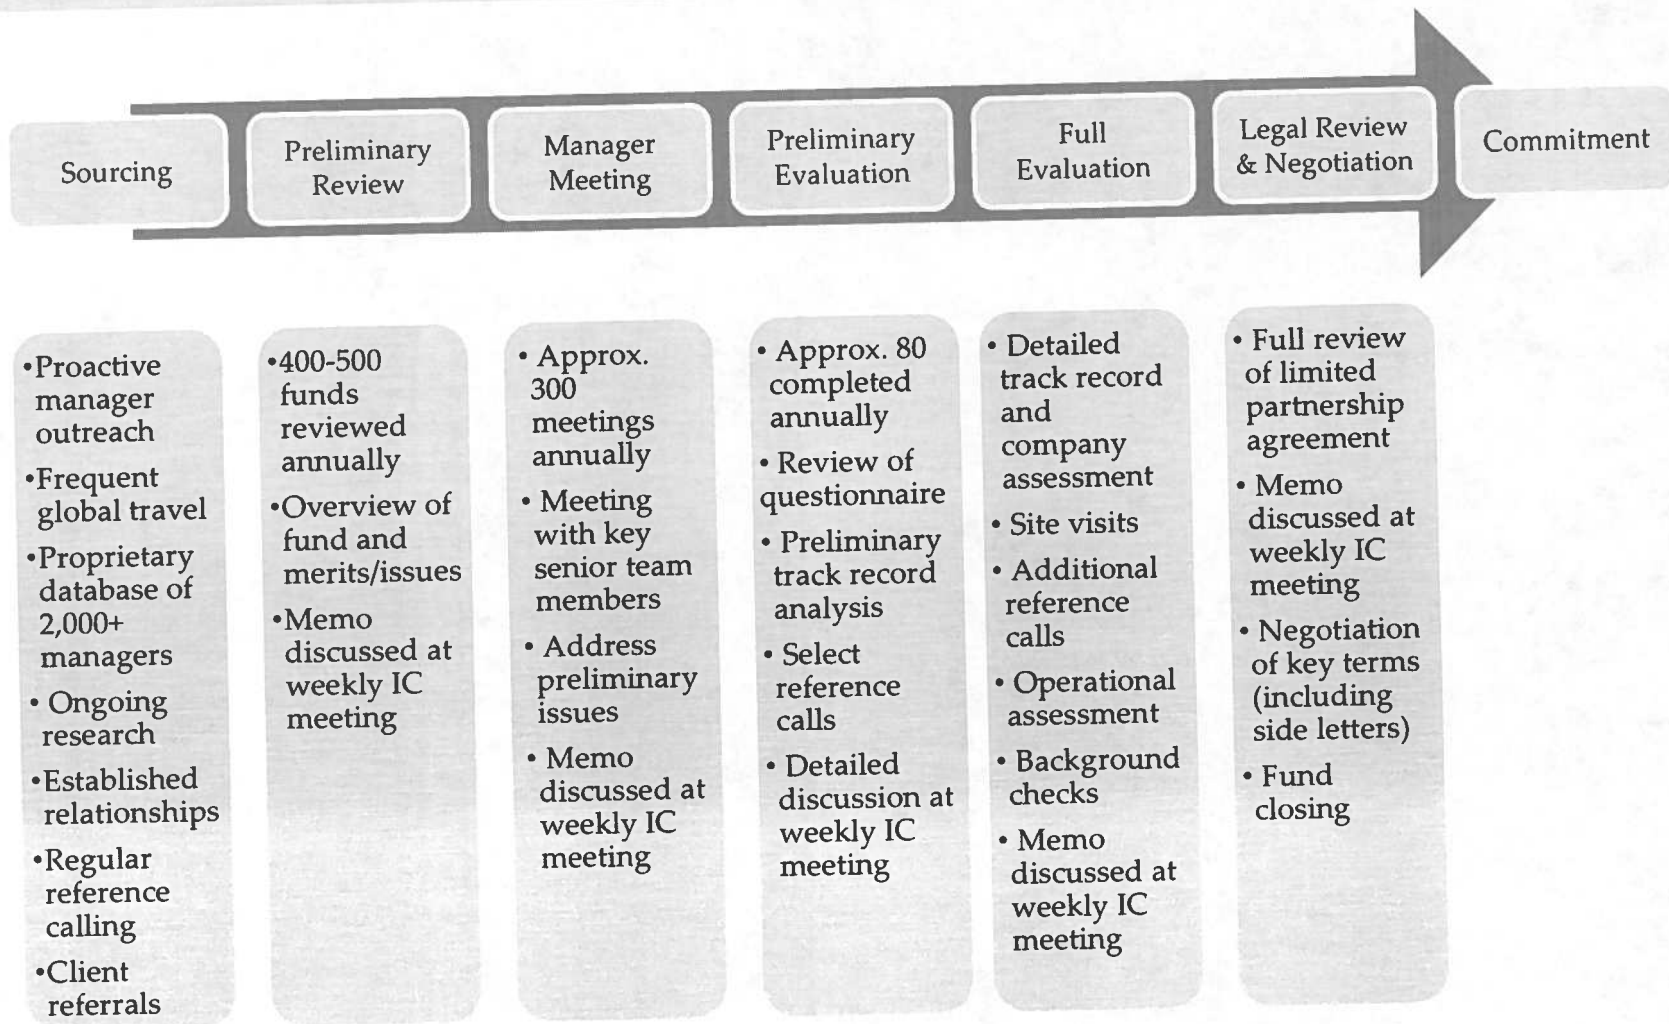 Sourcing
Preliminary
Review
Manager
Meeting
Preliminary
Evaluation
Full
Evaluation
Legal Review
& Negotiation
Commitment
•Proactive
manager
outreach
•Frequent
global travel
•Proprietary
database of
2,000+
managers
• Ongoing
research
•Established
relationships
•Regular
reference
calling
•Client
referrals
•400-500
funds
reviewed
annually
•Overview of
fund and
merits/issues
•Memo
discussed at
weekly IC
meeting
• Approx.
300
meetings
annually
• Meeting
with key
senior team
members
• Address
preliminary
issues
• Memo
discussed at
weekly IC
meeting
• Approx. 80
completed
annually
• Review of
questionnaire
• Preliminary
track record
analysis
• Select
reference
calls
• Detailed
discussion at
weekly IC
meeting
• Detailed
track record
and
company
assessment
• Site visits
• Additional
reference
calls
• Operational
assessment
• Background
checks
• Memo
discussed at
weekly IC
meeting
• Full review
of limited
partnership
agreement
• Memo
discussed at
weekly IC
meeting
• Negotiation
of key terms
(including
side letters)
• Fund
closing